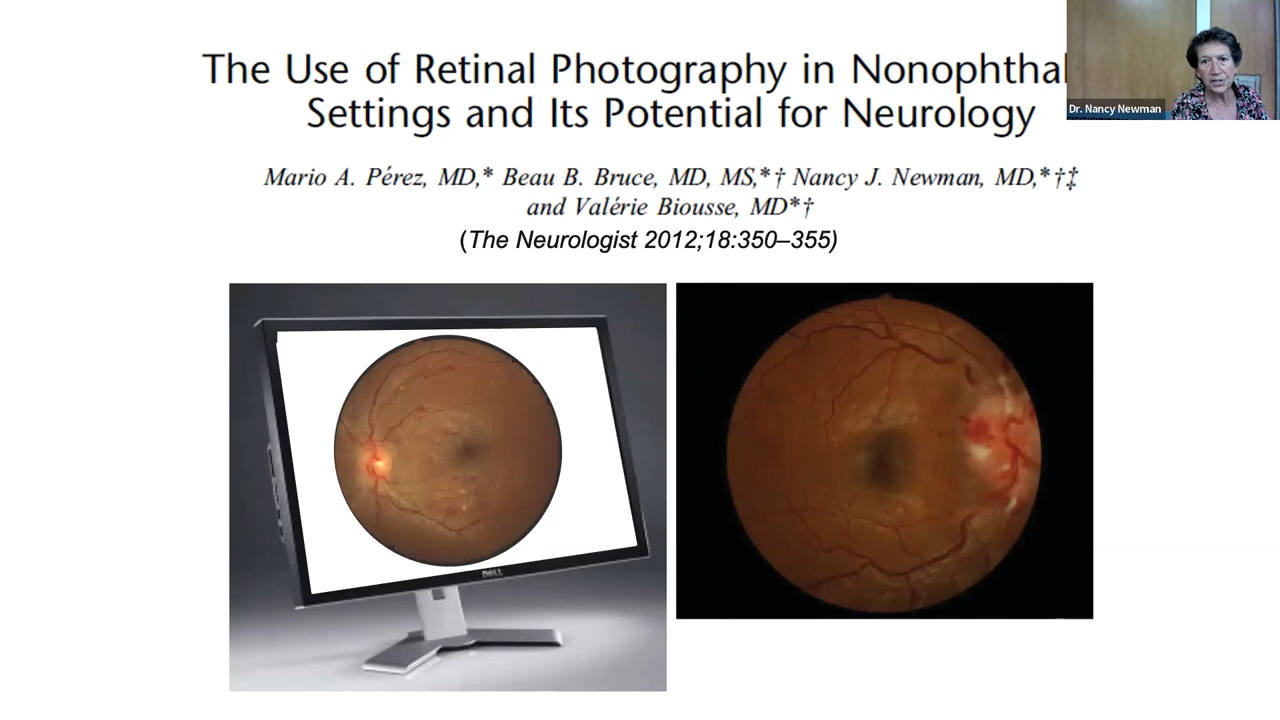 The Use of Retinal Photography in Nonophthal
Settings and Its Potential for Neurology
Dr. Nancy Newman
Mario A. Pérez, MD,* Beau B. Bruce, MD, MS,*† Nancy J. Newman, MD,*†‡
and Valérie Biousse, MD*†
(The Neurologist 2012;18:350–355)
DELL